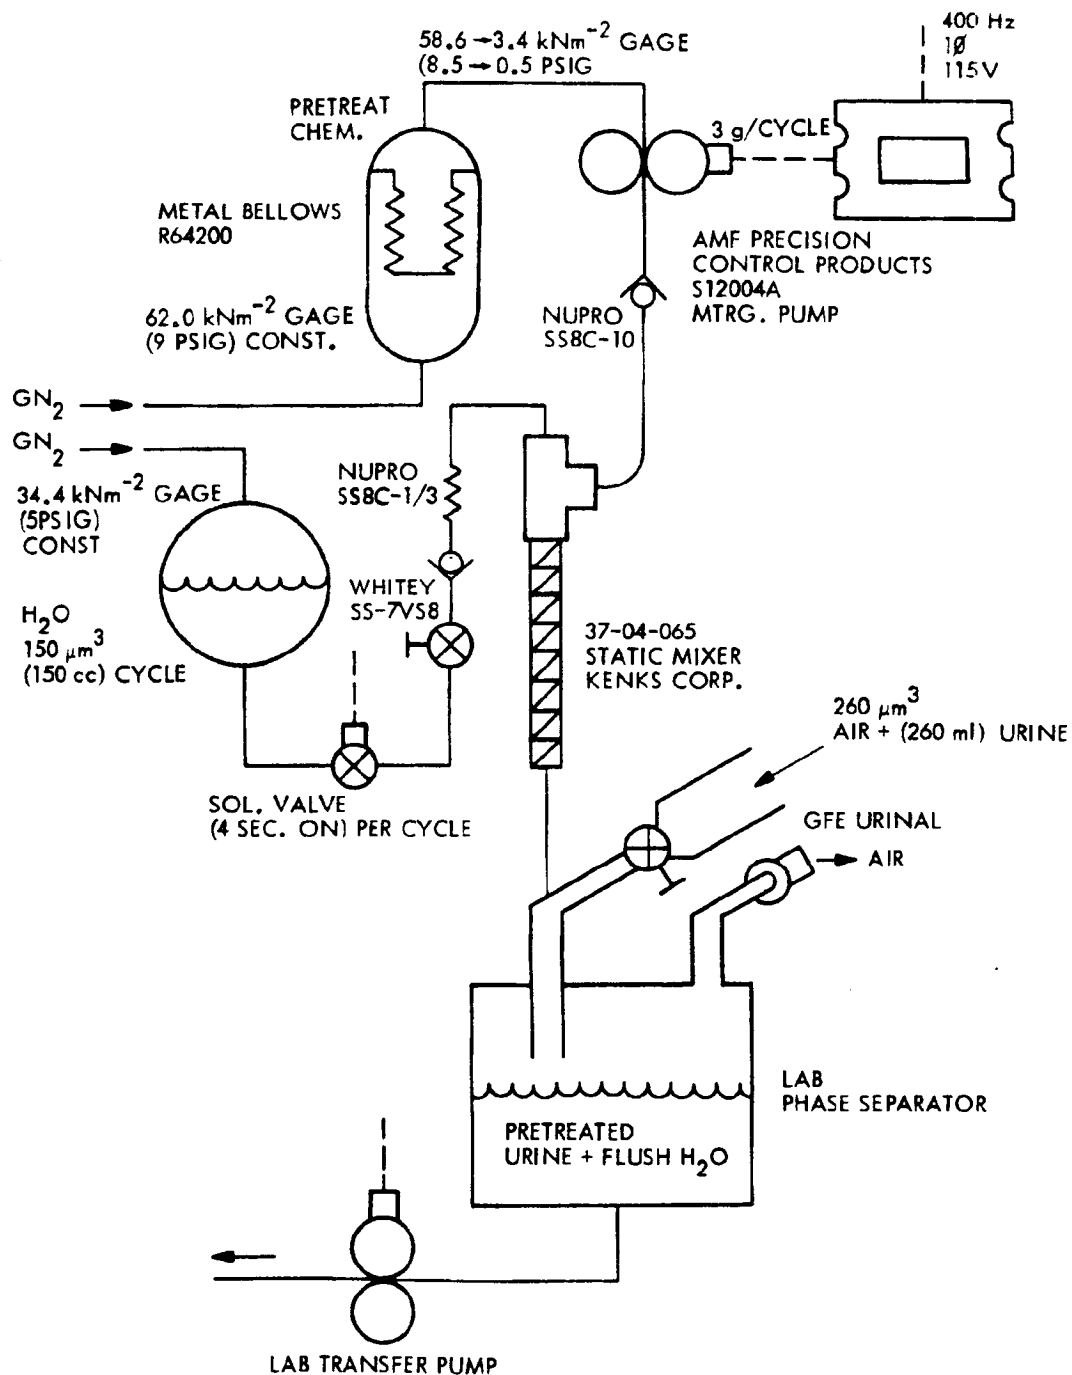 400 Hz
1Ø
115V
58.6→3.4 kNm⁻² GAGE
(8.5→0.5 PSIG
PRETREAT
CHEM.
3 g/CYCLE
METAL BELLOWS
R64200
AMF PRECISION
CONTROL PRODUCTS
S12004A
MTRG. PUMP
62.0 kNm⁻² GAGE
(9 PSIG) CONST.
NUPRO
SS8C-10
GN₂
GN₂
NUPRO
SS8C-1/3
34.4 kNm⁻² GAGE
(5PSIG)
CONST
WHITEY
SS-7VS8
H₂O
150 μm³
(150 cc) CYCLE
37-04-065
STATIC MIXER
KENKS CORP.
260 μm³
AIR + (260 ml) URINE
SOL. VALVE
(4 SEC. ON) PER CYCLE
GFE URINAL
AIR
LAB
PHASE SEPARATOR
PRETREATED
URINE + FLUSH H₂O
LAB TRANSFER PUMP